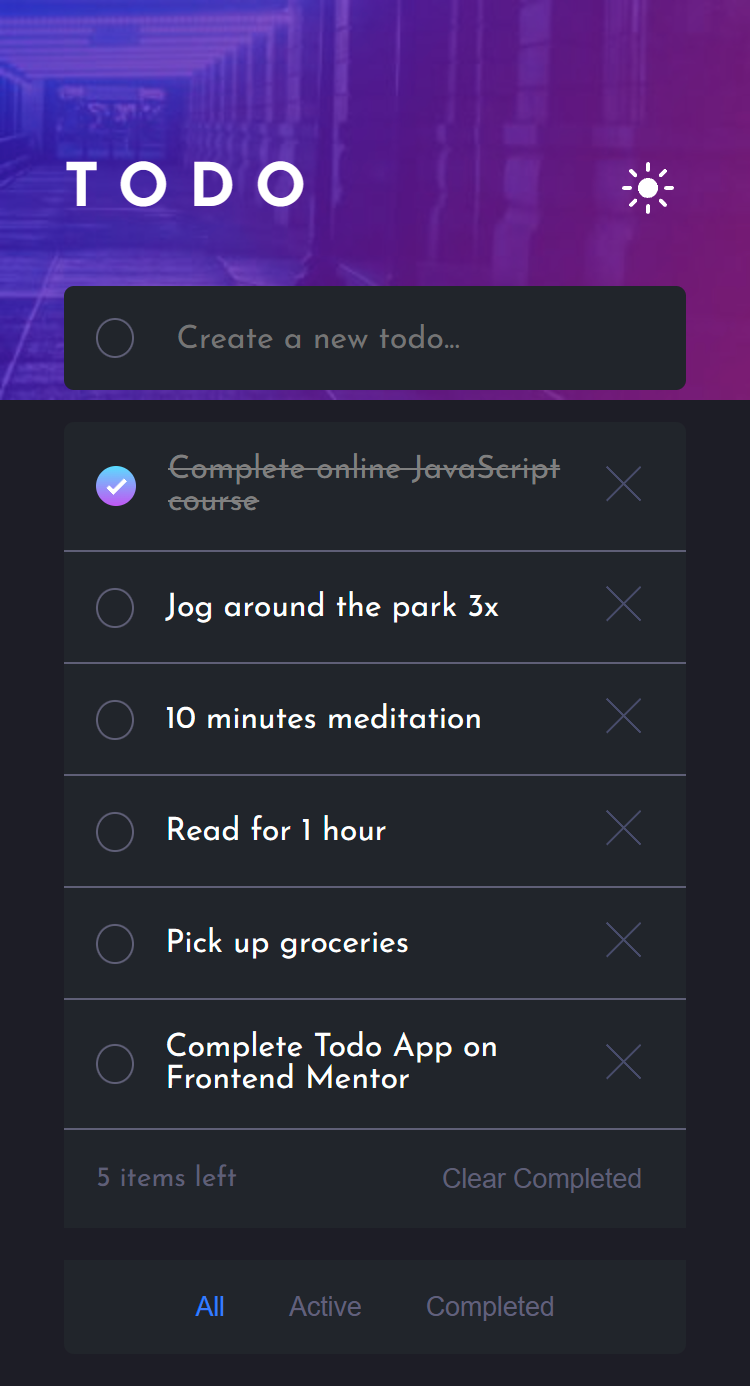 TODO
Create a new todo...
Complete online JavaScript
course
Jog around the park 3x
10 minutes meditation
Read for 1 hour
Pick up groceries
Complete Todo App on
Frontend Mentor
5 items left Clear Completed
All Active Completed